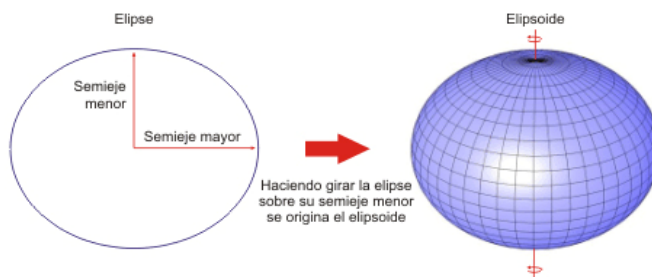 Elipse
Elipsoide
Semieje
menor
Semieje mayor
Haciendo girar la elipse
sobre su semieje menor
se origina el elipsoide